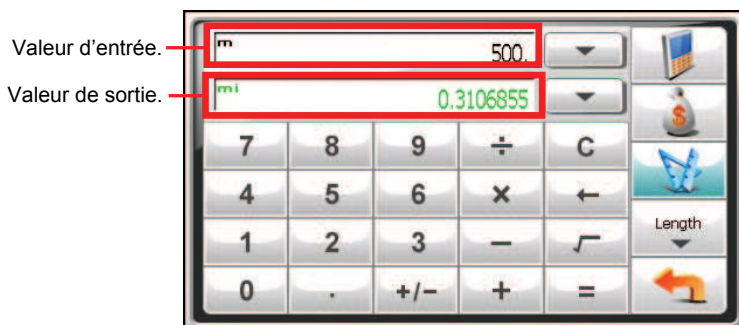 Valeur d'entrée.
m 500.
Valeur de sortie.
mi 0.3106855
7 8 9 ÷ C
4 5 6 × ←
Length
1 2 3 − √
0 . +/− + =